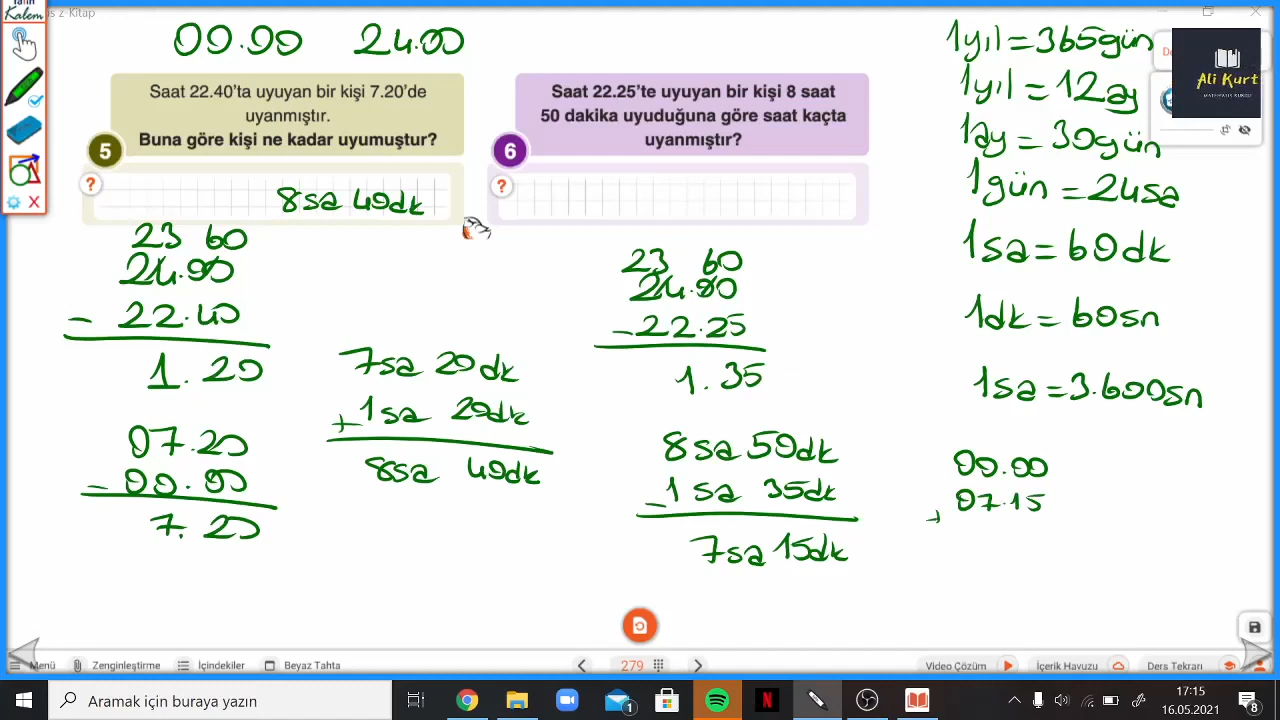 Kalem
s z-Kitap
00.00 24.00
1yıl = 365gün
1yıl = 12ay
1ay = 30gün
1gün = 24sa
1sa = 60dk
1dk = 60sn
1sa = 3.600sn
Ali Kurt
Saat 22.40'ta uyuyan bir kişi 7.20'de
uyanmıştır.
Buna göre kişi ne kadar uyumuştur?
5
?
8sa 40dk
Saat 22.25'te uyuyan bir kişi 8 saat
50 dakika uyuduğuna göre saat kaçta
uyanmıştır?
6
?
23 60
24.00
- 22.40
1.20
07.20
- 00.00
7.20
7sa 20dk
+ 1sa 20dk
8sa 40dk
23 60
24.00
- 22.25
1.35
8sa 50dk
- 1sa 35dk
7sa 15dk
00.00
+ 07.15
Menü
Zenginleştirme
İçindekiler
Beyaz Tahta
279
Video Çözüm
İçerik Havuzu
Ders Tekrarı
Aramak için buraya yazın
1
17:15
16.05.2021
8